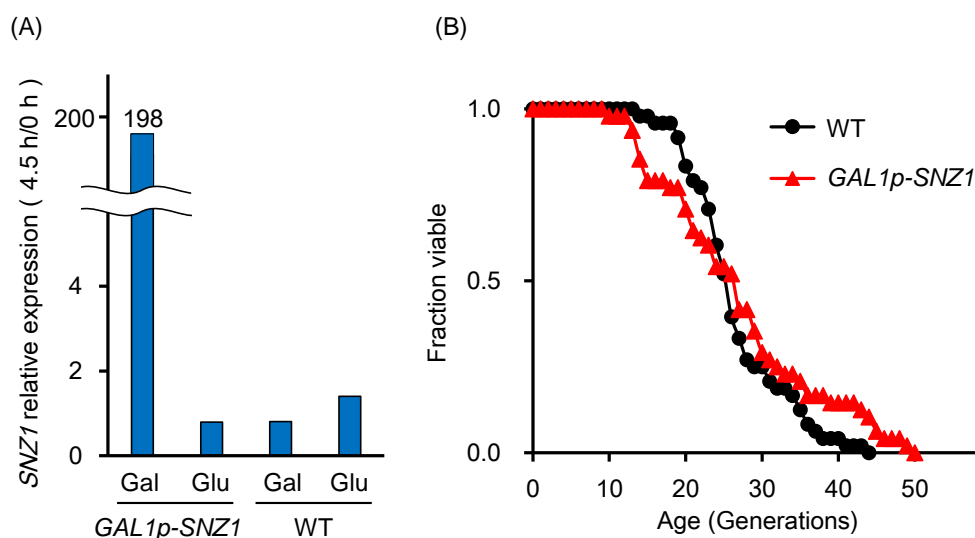 (A)
SNZ1 relative expression ( 4.5 h/0 h )
200
198
4
2
0
Gal Glu Gal Glu
GAL1p-SNZ1 WT
(B)
Fraction viable
1.0
0.5
0.0
WT
GAL1p-SNZ1
0 10 20 30 40 50
Age (Generations)